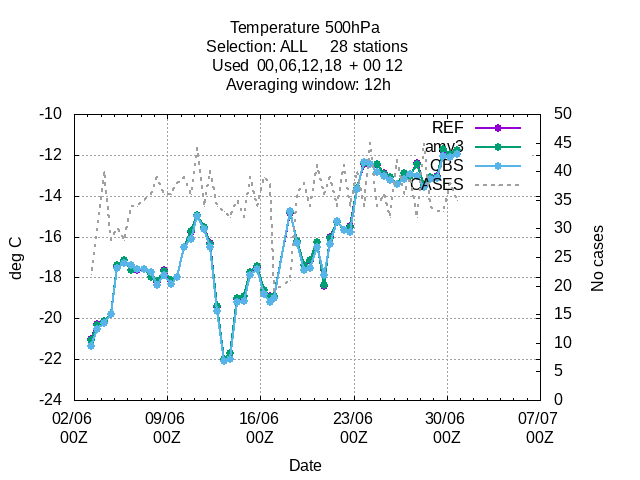 Temperature 500hPa
Selection: ALL 28 stations
Used 00,06,12,18 + 00 12
Averaging window: 12h
-10 50
REF 45
amv3
-12 OBS 40
CASES
-14 35
30
-16
25
-18 20
15
-20
10
-22
5
-24 0
02/06 09/06 16/06 23/06 30/06 07/07
00Z 00Z 00Z 00Z 00Z 00Z
deg C
No cases
Date